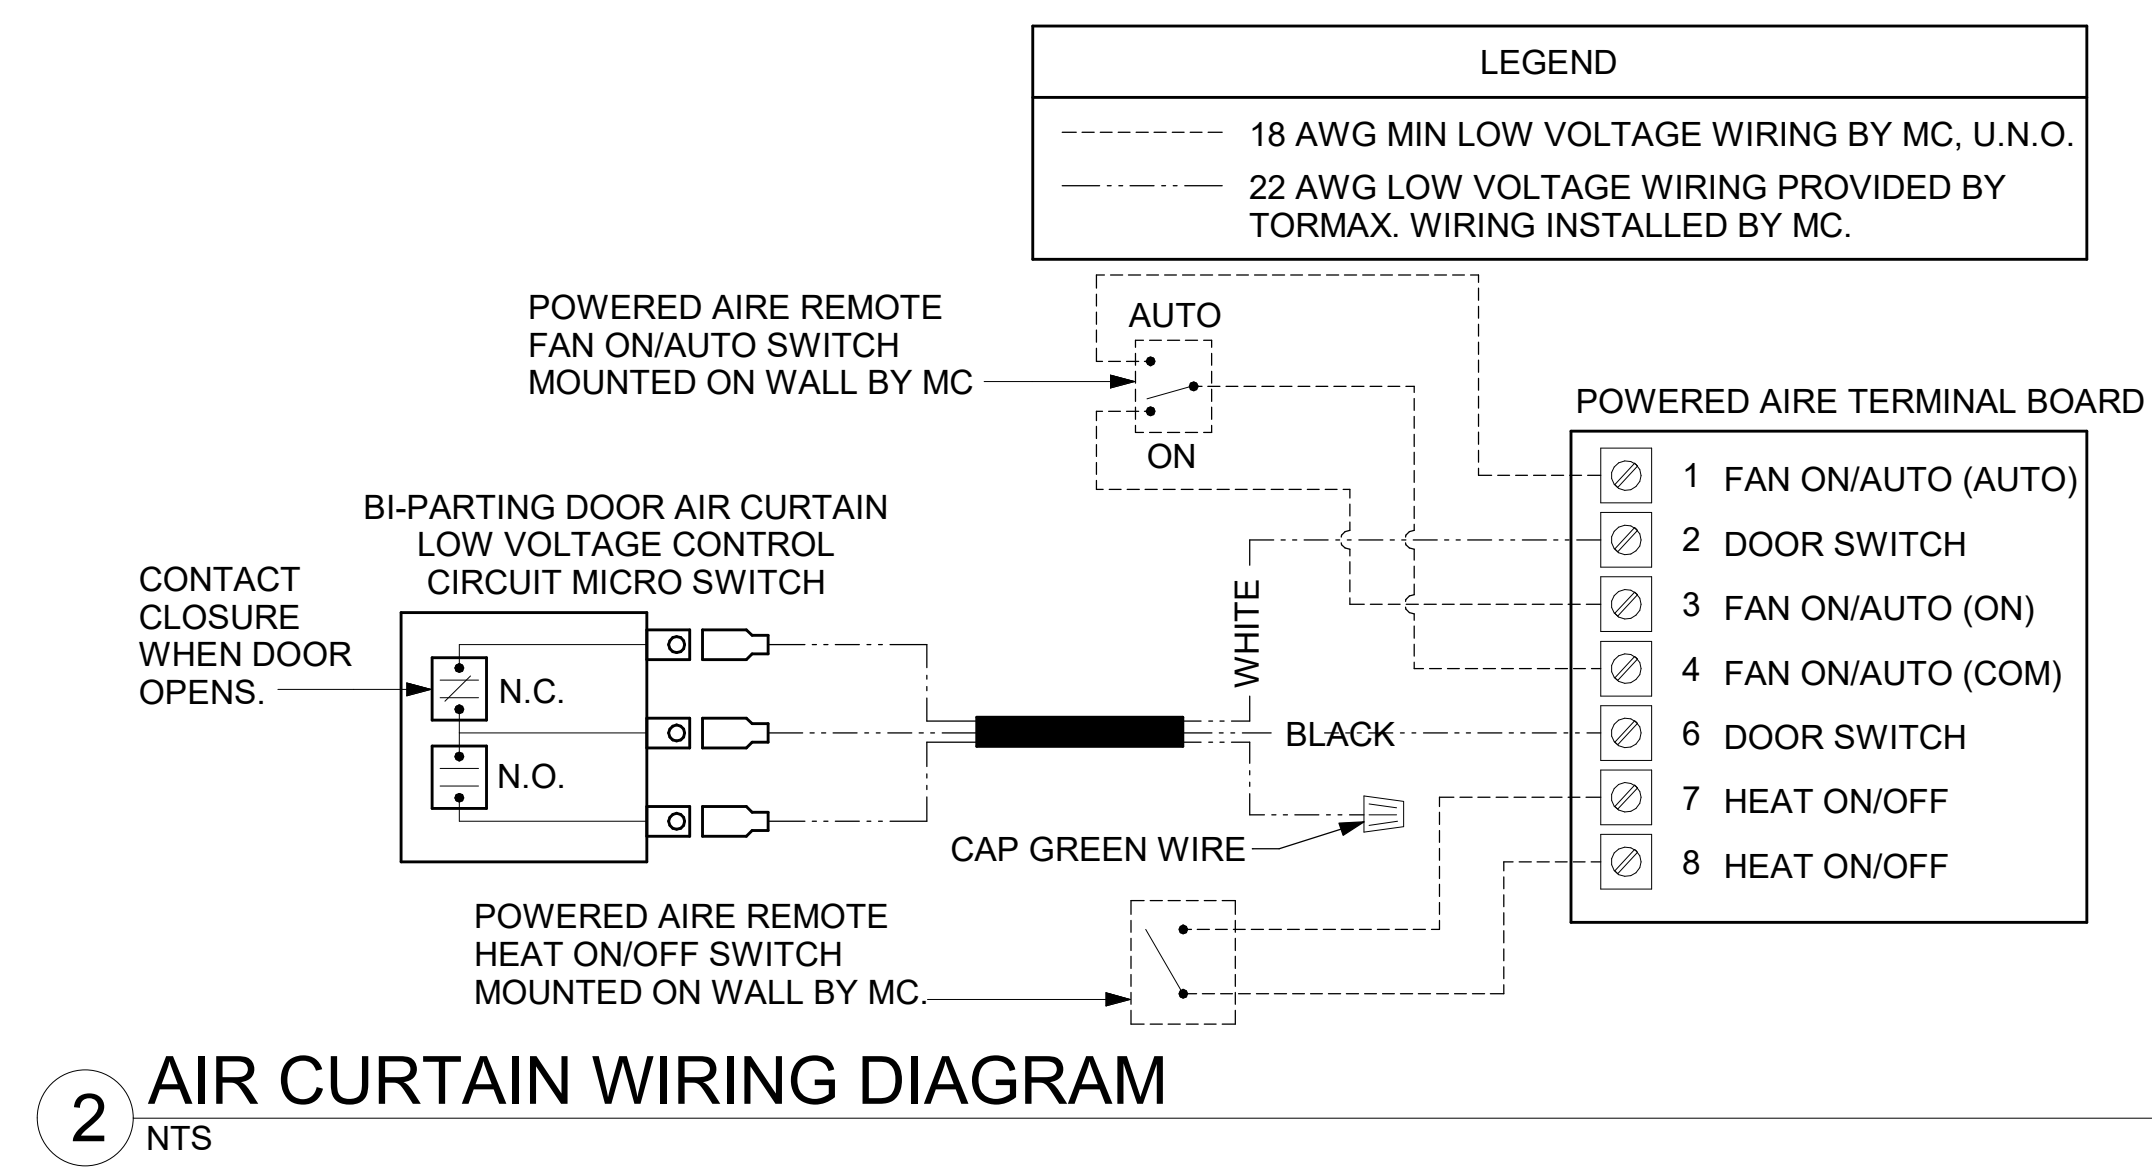 LEGEND
18 AWG MIN LOW VOLTAGE WIRING BY MC, U.N.O.
22 AWG LOW VOLTAGE WIRING PROVIDED BY
TORMAX. WIRING INSTALLED BY MC.
POWERED AIRE REMOTE
FAN ON/AUTO SWITCH
MOUNTED ON WALL BY MC
AUTO
ON
POWERED AIRE TERMINAL BOARD
1 FAN ON/AUTO (AUTO)
2 DOOR SWITCH
3 FAN ON/AUTO (ON)
4 FAN ON/AUTO (COM)
6 DOOR SWITCH
7 HEAT ON/OFF
8 HEAT ON/OFF
BI-PARTING DOOR AIR CURTAIN
LOW VOLTAGE CONTROL
CIRCUIT MICRO SWITCH
CONTACT
CLOSURE
WHEN DOOR
OPENS.
N.C.
N.O.
WHITE
BLACK
CAP GREEN WIRE
POWERED AIRE REMOTE
HEAT ON/OFF SWITCH
MOUNTED ON WALL BY MC.
2 AIR CURTAIN WIRING DIAGRAM
NTS